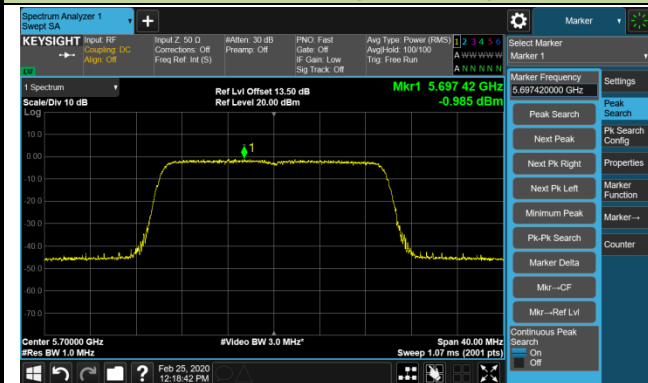 Spectrum Analyzer 1
Swept SA
Marker
KEYSIGHT
Input: RF
Coupling: DC
Align: Off
Input Z: 50 Ω
Corrections: Off
Freq Ref: Int (S)
#Atten: 30 dB
Preamp: Off
PNO: Fast
Gate: Off
IF Gain: Low
Sig Track: Off
Avg Type: Power (RMS)
Avg|Hold: 100/100
Trig: Free Run
1 2 3 4 5 6
A W W W W W
A N N N N N
LXI
Select Marker
Marker 1
1 Spectrum
Scale/Div 10 dB
Log
Ref Lvl Offset 13.50 dB
Ref Level 20.00 dBm
Mkr1 5.697 42 GHz
-0.985 dBm
10.0
0.00
-10.0
-20.0
-30.0
-40.0
-50.0
-60.0
-70.0
1
Center 5.70000 GHz
#Res BW 1.0 MHz
#Video BW 3.0 MHz*
Span 40.00 MHz
Sweep 1.07 ms (2001 pts)
Marker Frequency
5.697420000 GHz
Peak Search
Next Peak
Next Pk Right
Next Pk Left
Minimum Peak
Pk-Pk Search
Marker Delta
Mkr→CF
Mkr→Ref Lvl
Continuous Peak
Search
On
Off
Settings
Peak
Search
Pk Search
Config
Properties
Marker
Function
Marker→
Counter
?
Feb 25, 2020
12:18:42 PM